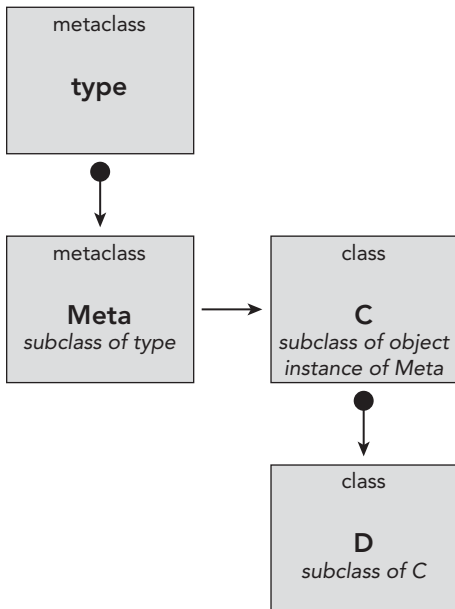 metaclass
type
metaclass
Meta
subclass of type
class
C
subclass of object
instance of Meta
class
D
subclass of C